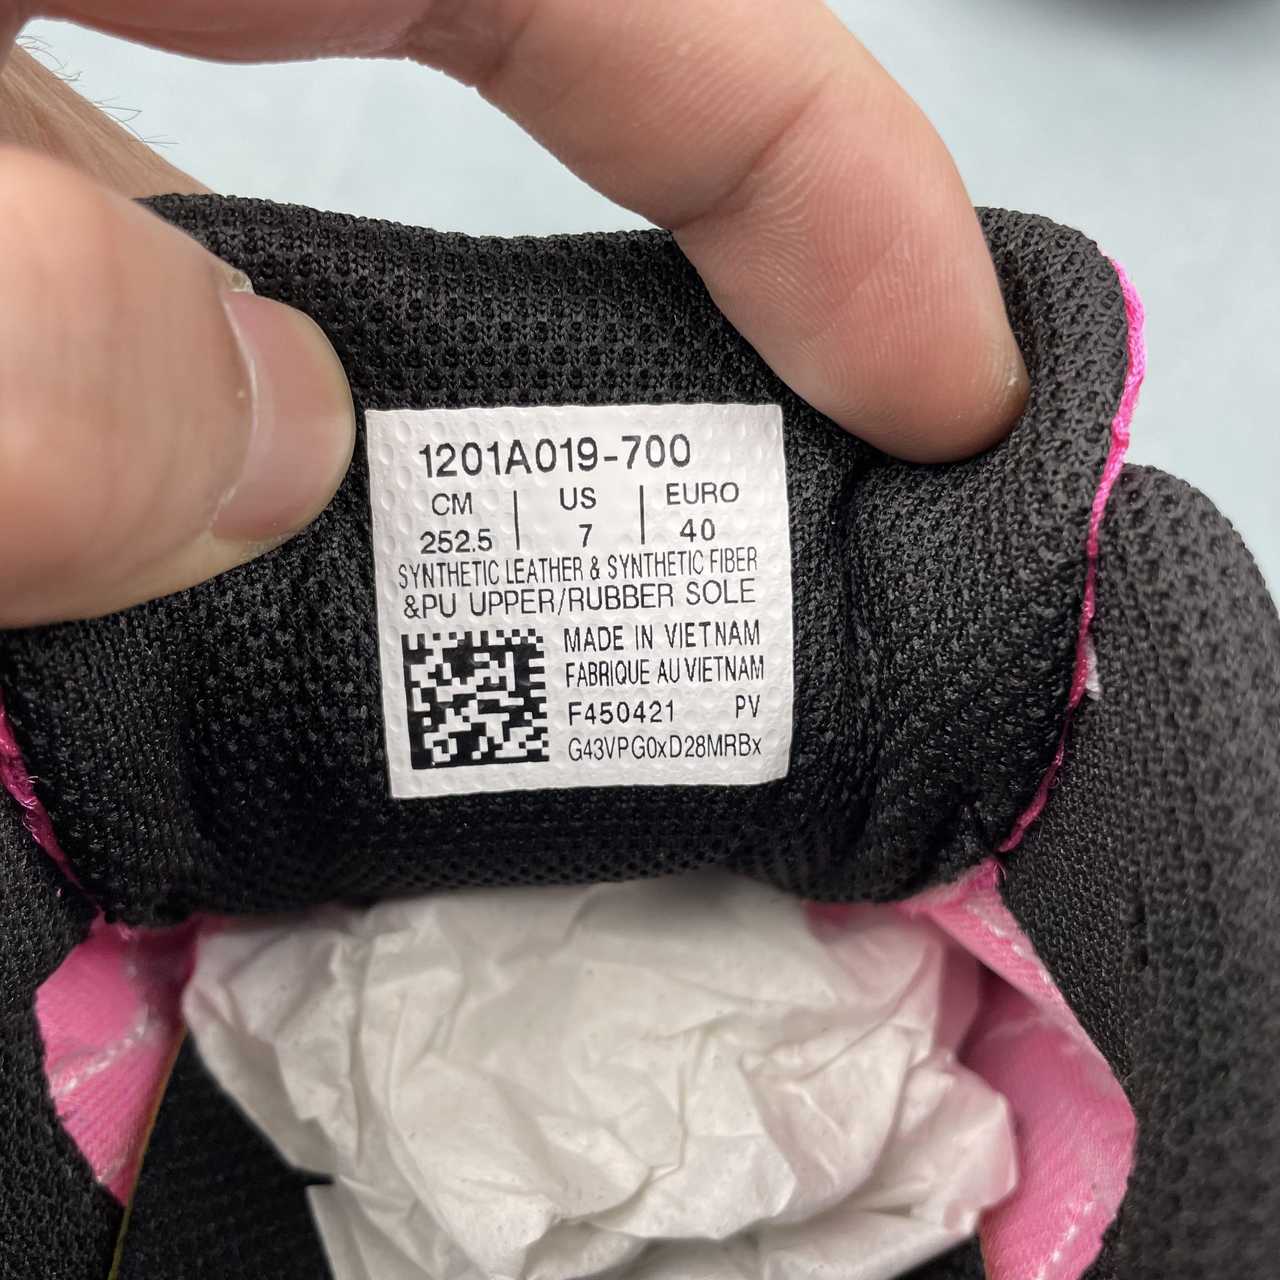 1201A019-700
CM | US | EURO
252.5 | 7 | 40
SYNTHETIC LEATHER & SYNTHETIC FIBER
&PU UPPER/RUBBER SOLE
MADE IN VIETNAM
FABRIQUE AU VIETNAM
F450421 PV
G43VPG0xD28MRBx